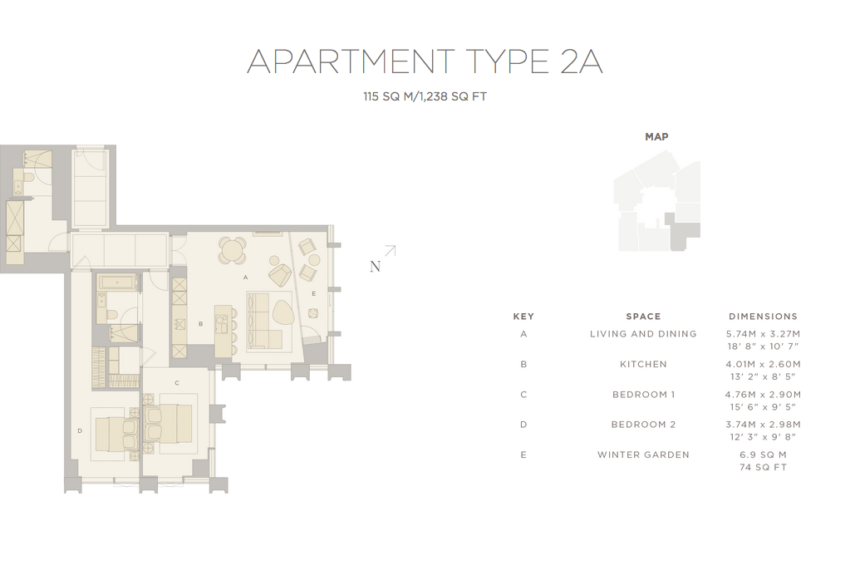 APARTMENT TYPE 2A
115 SQ M/1,238 SQ FT
MAP
N
A
B
C
D
E
KEY SPACE DIMENSIONS
A LIVING AND DINING 5.74M x 3.27M
18' 8" x 10' 7"
B KITCHEN 4.01M x 2.60M
13' 2" x 8' 5"
C BEDROOM 1 4.76M x 2.90M
15' 6" x 9' 5"
D BEDROOM 2 3.74M x 2.98M
12' 3" x 9' 8"
E WINTER GARDEN 6.9 SQ M
74 SQ FT